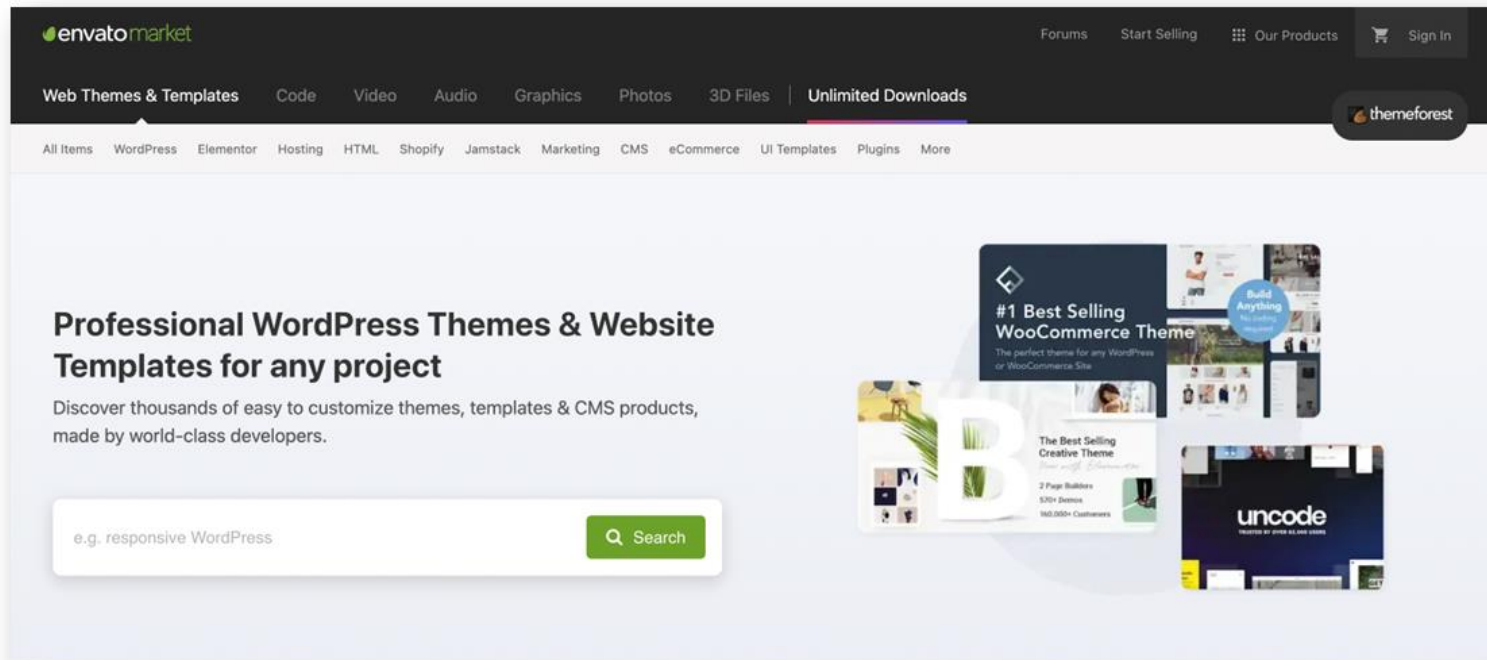 envatomarket
Forums Start Selling Our Products Sign In
Web Themes & Templates Code Video Audio Graphics Photos 3D Files Unlimited Downloads
themeforest
All Items WordPress Elementor Hosting HTML Shopify Jamstack Marketing CMS eCommerce UI Templates Plugins More
Professional WordPress Themes & Website
Templates for any project
Discover thousands of easy to customize themes, templates & CMS products,
made by world-class developers.
e.g. responsive WordPress
Search
#1 Best Selling
WooCommerce Theme
The perfect theme for any WordPress
or WooCommerce Site
Build
Anything
No coding
required
B
The Best Selling
Creative Theme
2 Page Builders
570+ Demos
160.000+ Customers
uncode